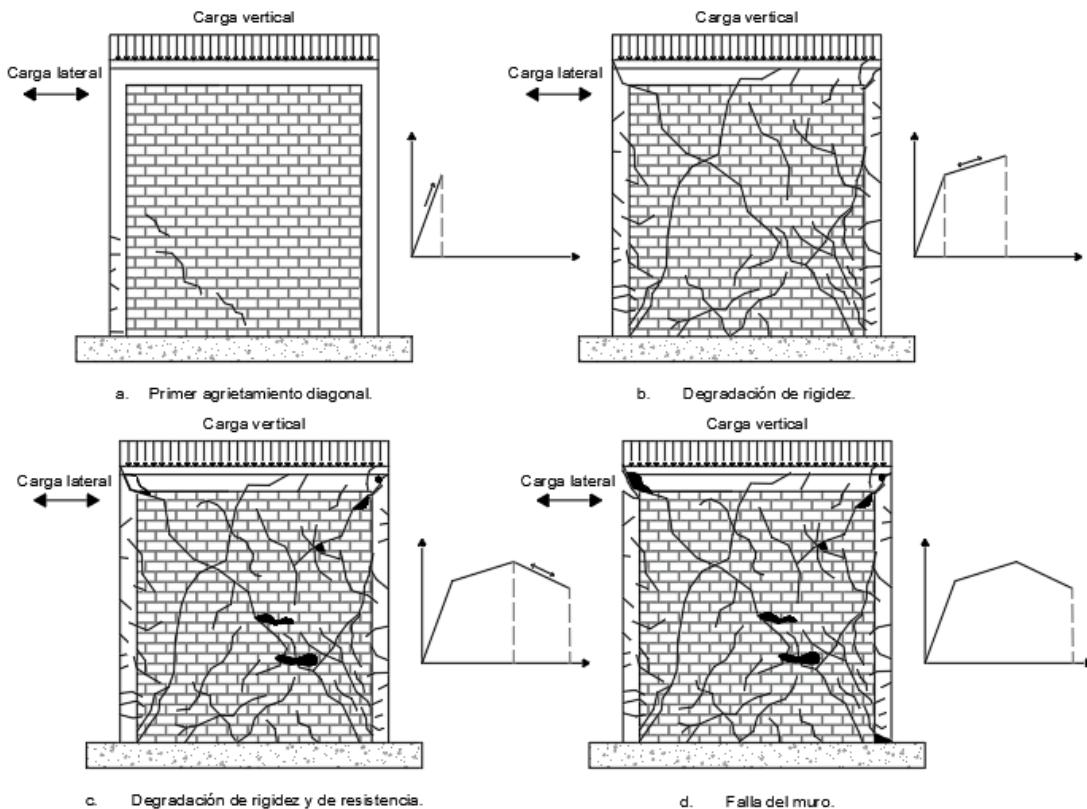 Carga vertical
Carga lateral
a. Primer agrietamiento diagonal.
Carga vertical
Carga lateral
b. Degradación de rigidez.
Carga vertical
Carga lateral
c. Degradación de rigidez y de resistencia.
Carga vertical
Carga lateral
d. Falla del muro.